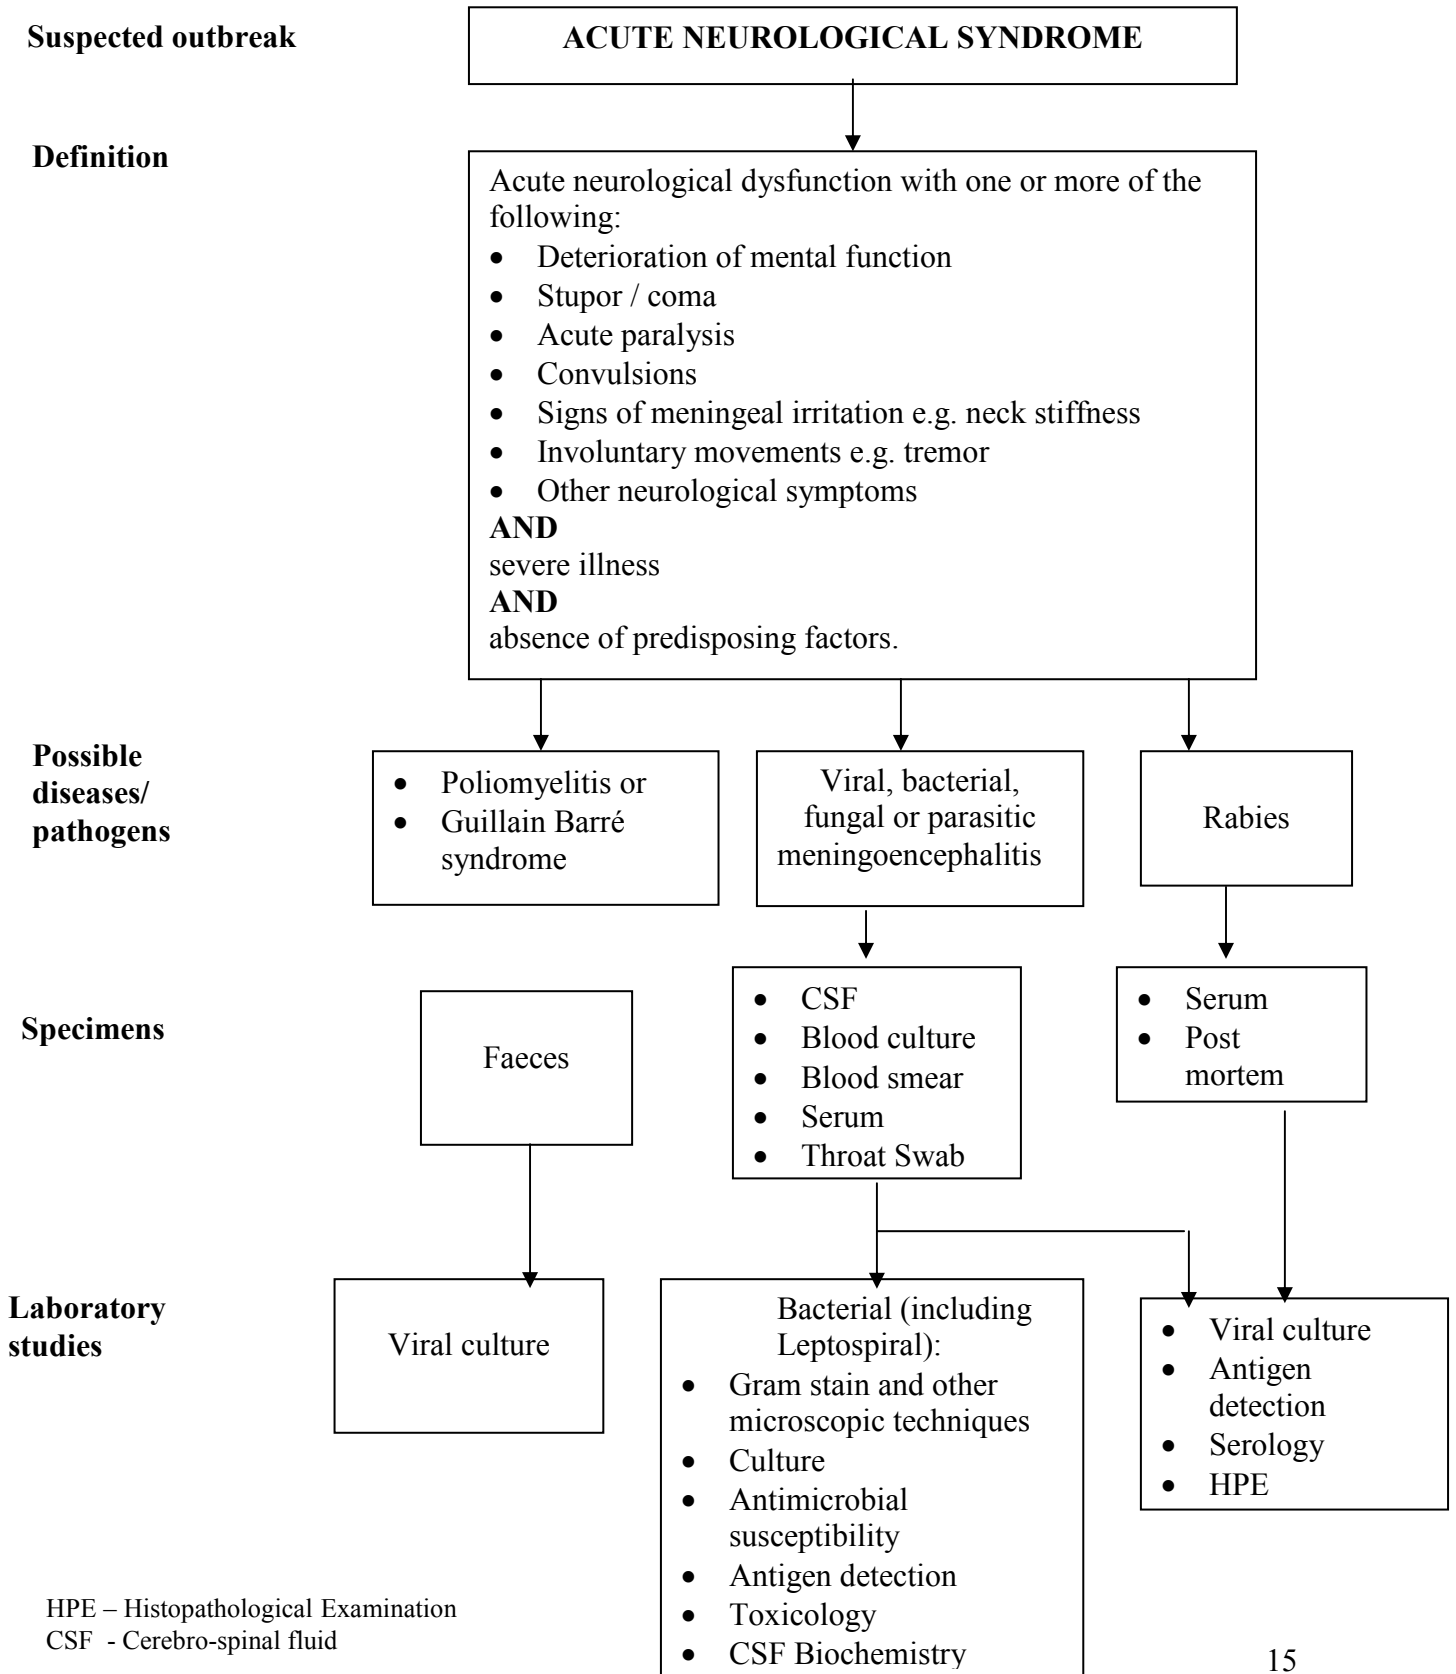 Suspected outbreak
ACUTE NEUROLOGICAL SYNDROME
Definition
Acute neurological dysfunction with one or more of the
following:
• Deterioration of mental function
• Stupor / coma
• Acute paralysis
• Convulsions
• Signs of meningeal irritation e.g. neck stiffness
• Involuntary movements e.g. tremor
• Other neurological symptoms
AND
severe illness
AND
absence of predisposing factors.
Possible
diseases/
pathogens
• Poliomyelitis or
• Guillain Barré
syndrome
Viral, bacterial,
fungal or parasitic
meningoencephalitis
Rabies
Specimens
Faeces
• CSF
• Blood culture
• Blood smear
• Serum
• Throat Swab
• Serum
• Post
mortem
Laboratory
studies
Viral culture
Bacterial (including
Leptospiral):
• Gram stain and other
microscopic techniques
• Culture
• Antimicrobial
susceptibility
• Antigen detection
• Toxicology
• CSF Biochemistry
• Viral culture
• Antigen
detection
• Serology
• HPE
HPE – Histopathological Examination
CSF - Cerebro-spinal fluid
15